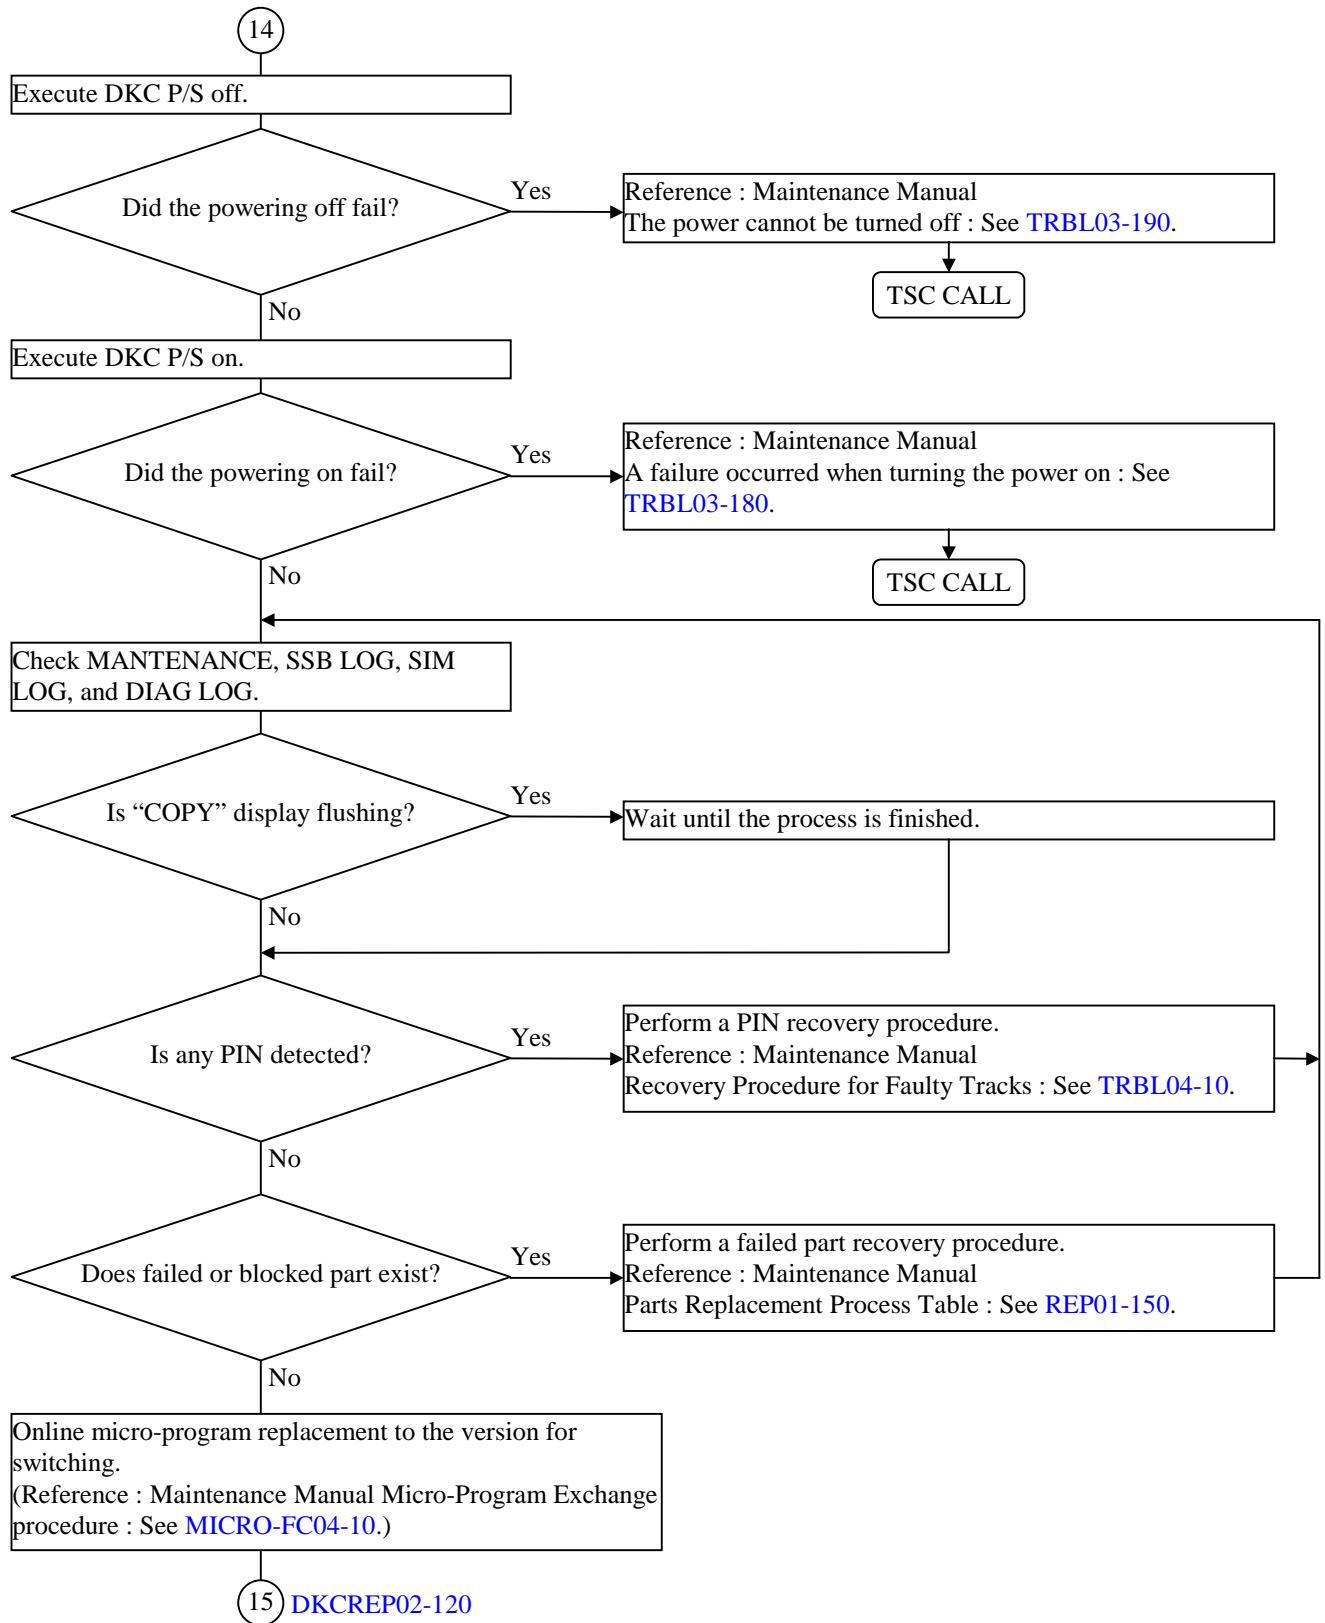 14
Execute DKC P/S off.
Did the powering off fail?
Yes
Reference : Maintenance Manual
The power cannot be turned off : See TRBL03-190.
TSC CALL
No
Execute DKC P/S on.
Did the powering on fail?
Yes
Reference : Maintenance Manual
A failure occurred when turning the power on : See
TRBL03-180.
TSC CALL
No
Check MANTENANCE, SSB LOG, SIM
LOG, and DIAG LOG.
Is “COPY” display flushing?
Yes
Wait until the process is finished.
No
Is any PIN detected?
Yes
Perform a PIN recovery procedure.
Reference : Maintenance Manual
Recovery Procedure for Faulty Tracks : See TRBL04-10.
No
Does failed or blocked part exist?
Yes
Perform a failed part recovery procedure.
Reference : Maintenance Manual
Parts Replacement Process Table : See REP01-150.
No
Online micro-program replacement to the version for
switching.
(Reference : Maintenance Manual Micro-Program Exchange
procedure : See MICRO-FC04-10.)
15 DKCREP02-120